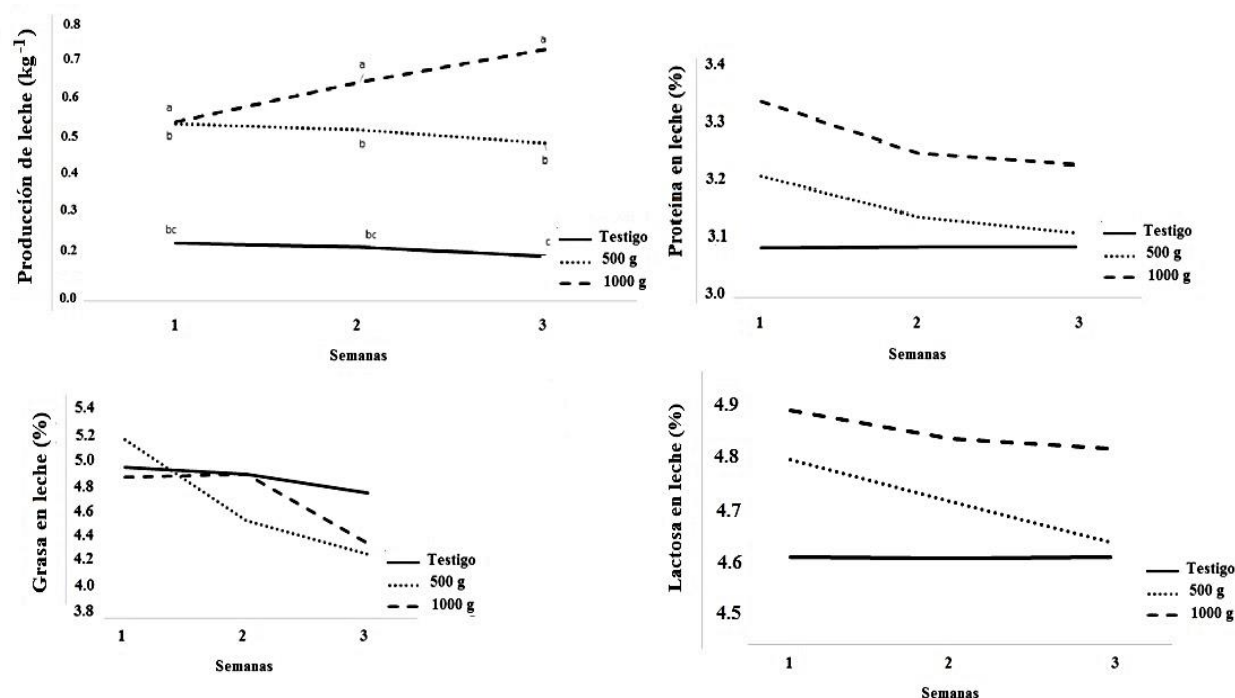 Producción de leche (kg⁻¹)
0.8
0.7
0.6
0.5
0.4
0.3
0.2
0.0
a
b
bc
a
b
bc
a
b
c
1 2 3
Semanas
Testigo
500 g
1000 g
Proteína en leche (%)
3.4
3.3
3.2
3.1
3.0
1 2 3
Semanas
Testigo
500 g
1000 g
Grasa en leche (%)
5.4
5.2
5.0
4.8
4.6
4.4
4.2
4.0
3.8
1 2 3
Semanas
Testigo
500 g
1000 g
Lactosa en leche (%)
4.9
4.8
4.7
4.6
4.5
1 2 3
Semanas
Testigo
500 g
1000 g